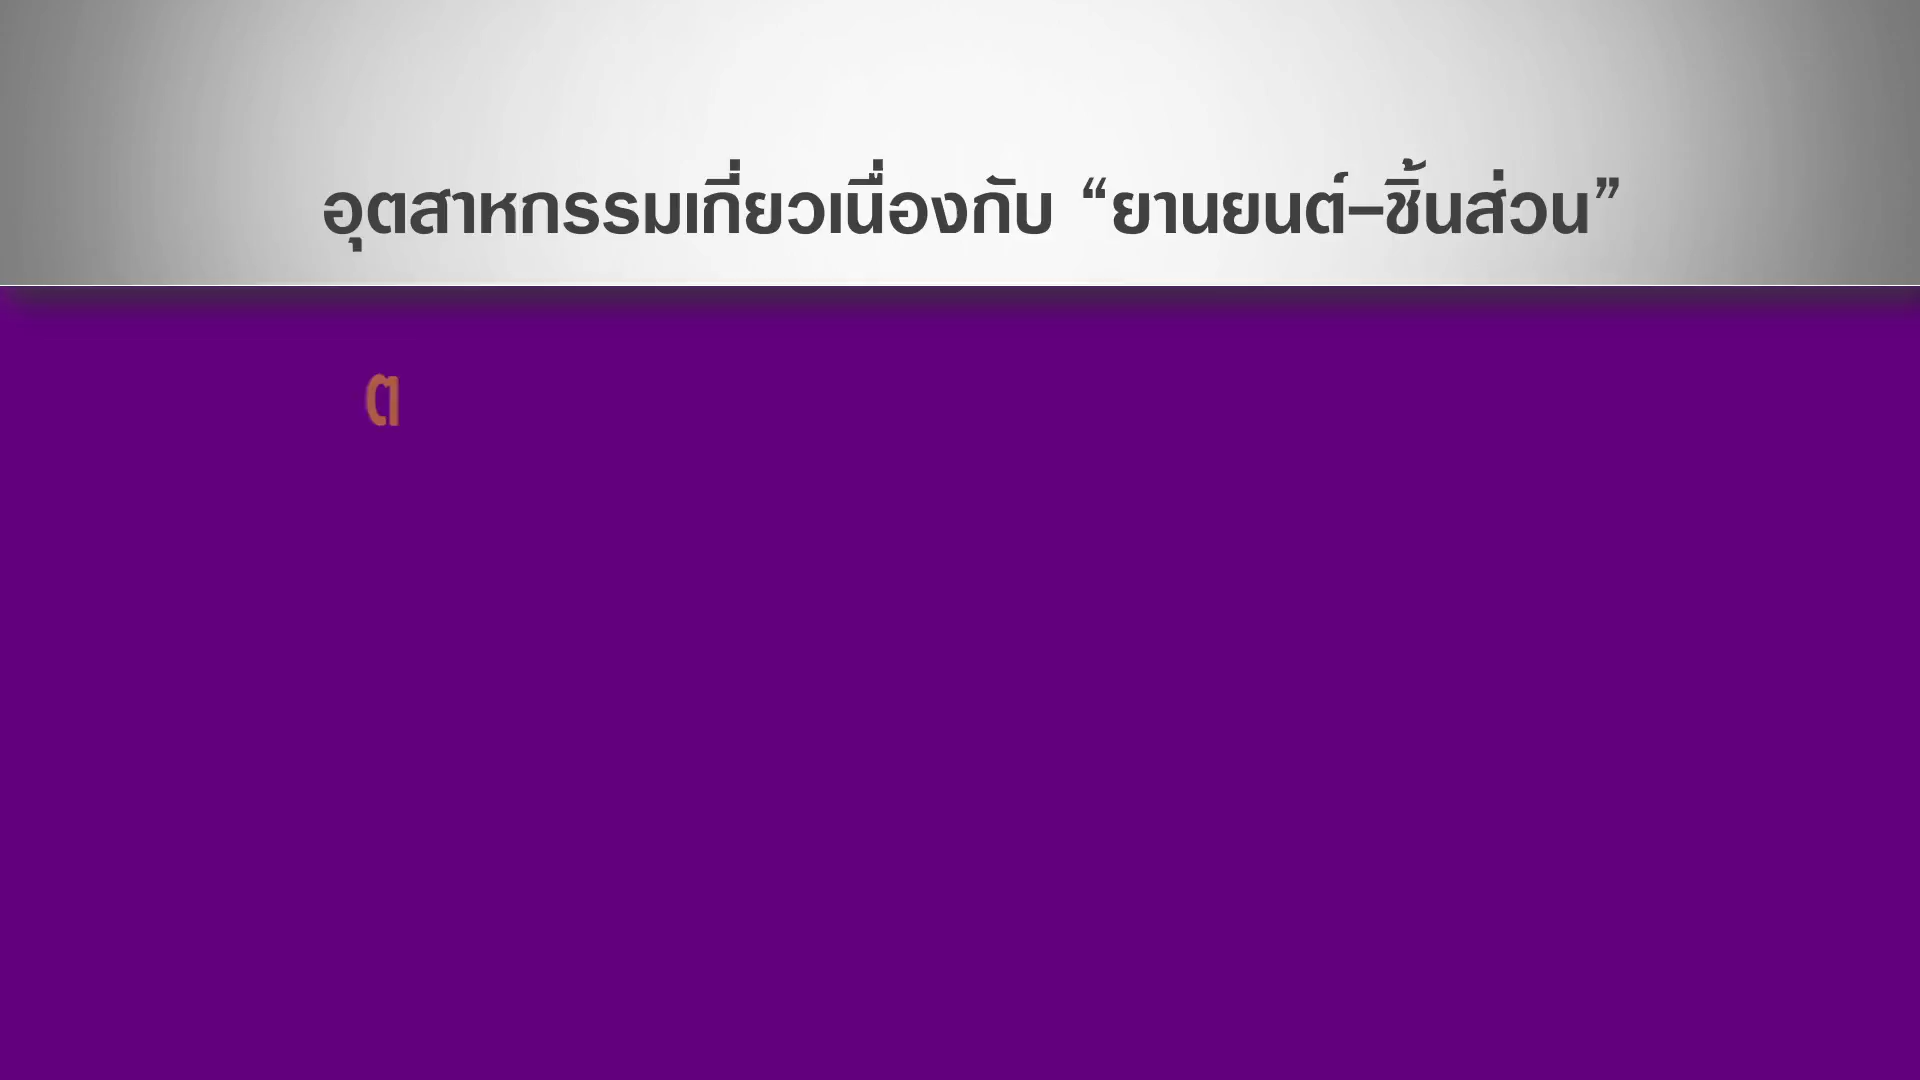 อุตสาหกรรมเกี่ยวเนื่องกับ “ยานยนต์–ชิ้นส่วน”
ต